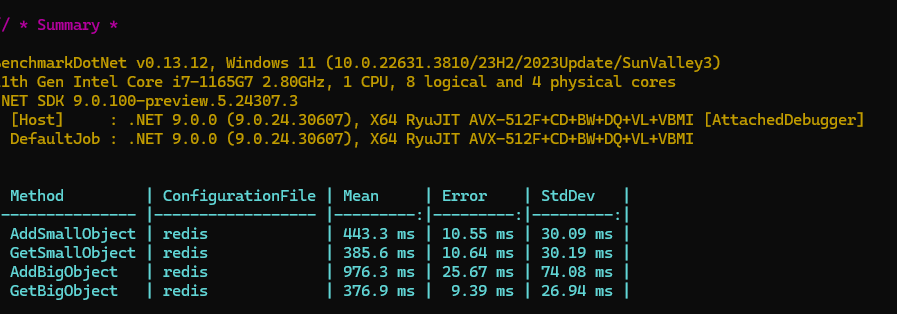 / * Summary *
BenchmarkDotNet v0.13.12, Windows 11 (10.0.22631.3810/23H2/2023Update/SunValley3)
11th Gen Intel Core i7-1165G7 2.80GHz, 1 CPU, 8 logical and 4 physical cores
.NET SDK 9.0.100-preview.5.24307.3
[Host]     : .NET 9.0.0 (9.0.24.30607), X64 RyuJIT AVX-512F+CD+BW+DQ+VL+VBMI [AttachedDebugger]
DefaultJob : .NET 9.0.0 (9.0.24.30607), X64 RyuJIT AVX-512F+CD+BW+DQ+VL+VBMI
Method         | ConfigurationFile | Mean     | Error    | StdDev   |
-------------- |------------------ |---------:|---------:|---------:|
AddSmallObject | redis             | 443.3 ms | 10.55 ms | 30.09 ms |
GetSmallObject | redis             | 385.6 ms | 10.64 ms | 30.19 ms |
AddBigObject   | redis             | 976.3 ms | 25.67 ms | 74.08 ms |
GetBigObject   | redis             | 376.9 ms |  9.39 ms | 26.94 ms |